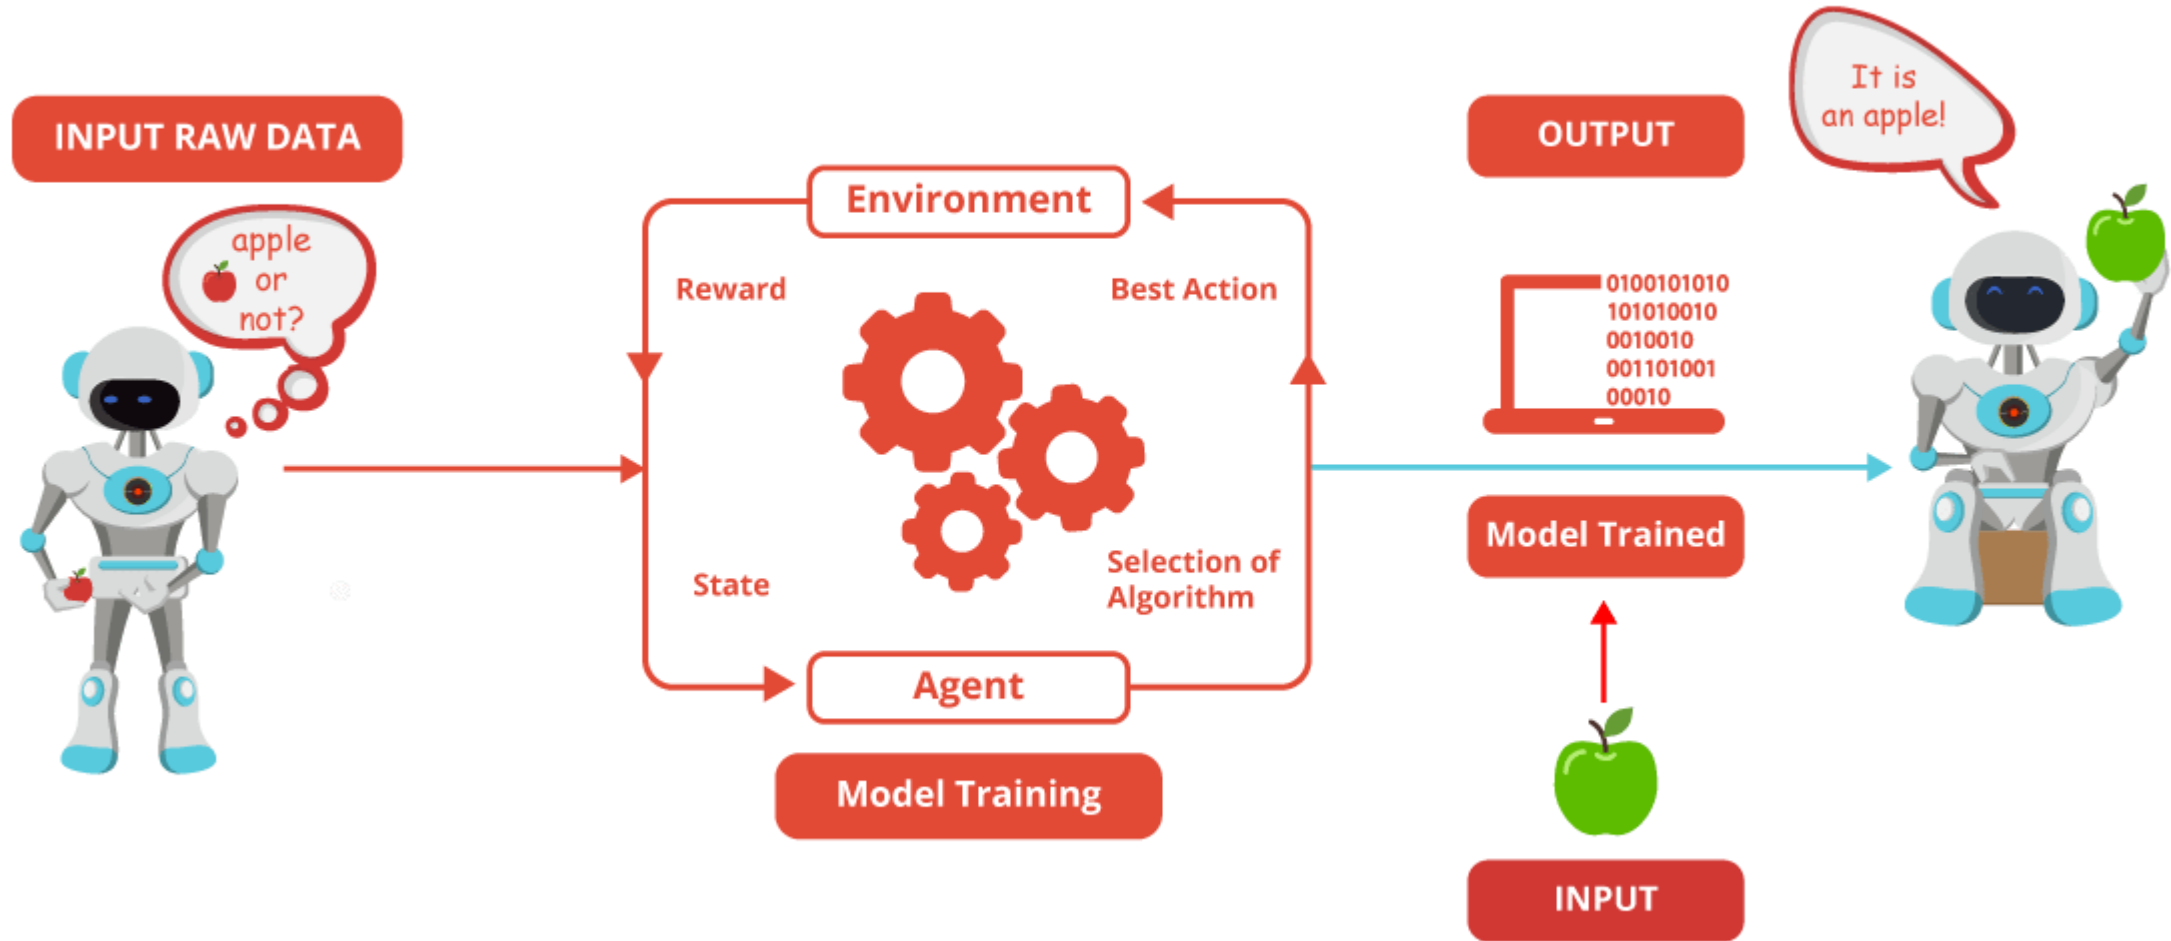 INPUT RAW DATA
apple
or
not?
Environment
Reward
Best Action
State
Selection of
Algorithm
Agent
Model Training
OUTPUT
0100101010
101010010
0010010
001101001
00010
Model Trained
INPUT
It is
an apple!